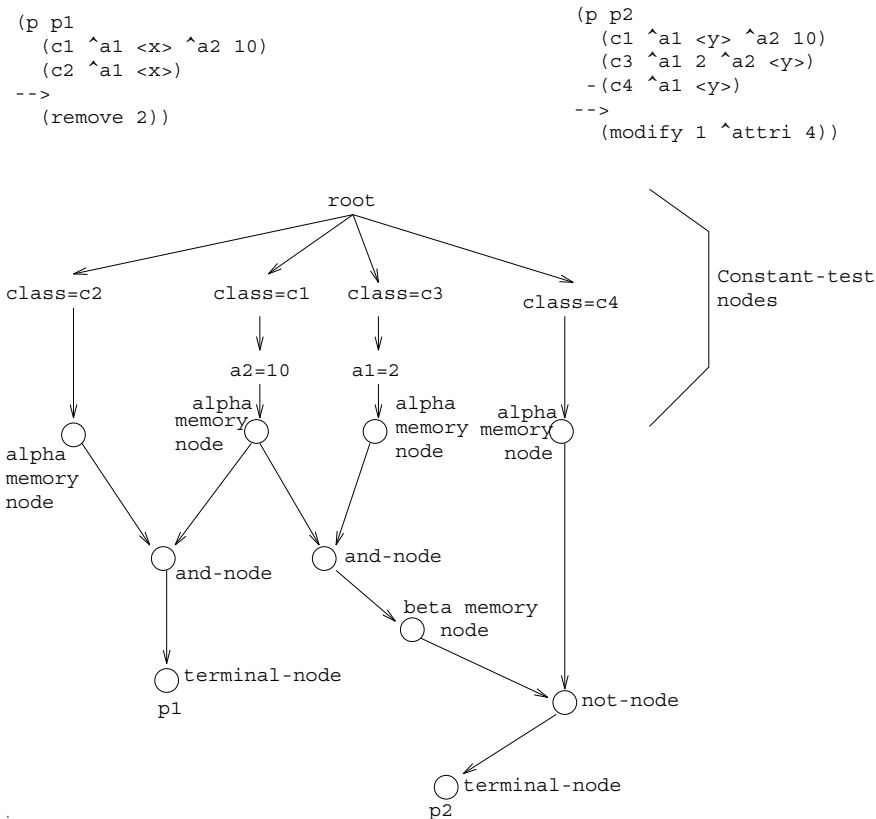 (p p1
(c1 ^a1 <x> ^a2 10)
(c2 ^a1 <x>)
-->
(remove 2))
(p p2
(c1 ^a1 <y> ^a2 10)
(c3 ^a1 2 ^a2 <y>)
-(c4 ^a1 <y>)
-->
(modify 1 ^attri 4))
root
class=c2
class=c1
class=c3
class=c4
Constant-test
nodes
a2=10
a1=2
alpha
memory
node
alpha
memory
node
alpha
memory
node
alpha
memory
node
and-node
and-node
beta memory
node
terminal-node
p1
not-node
terminal-node
p2